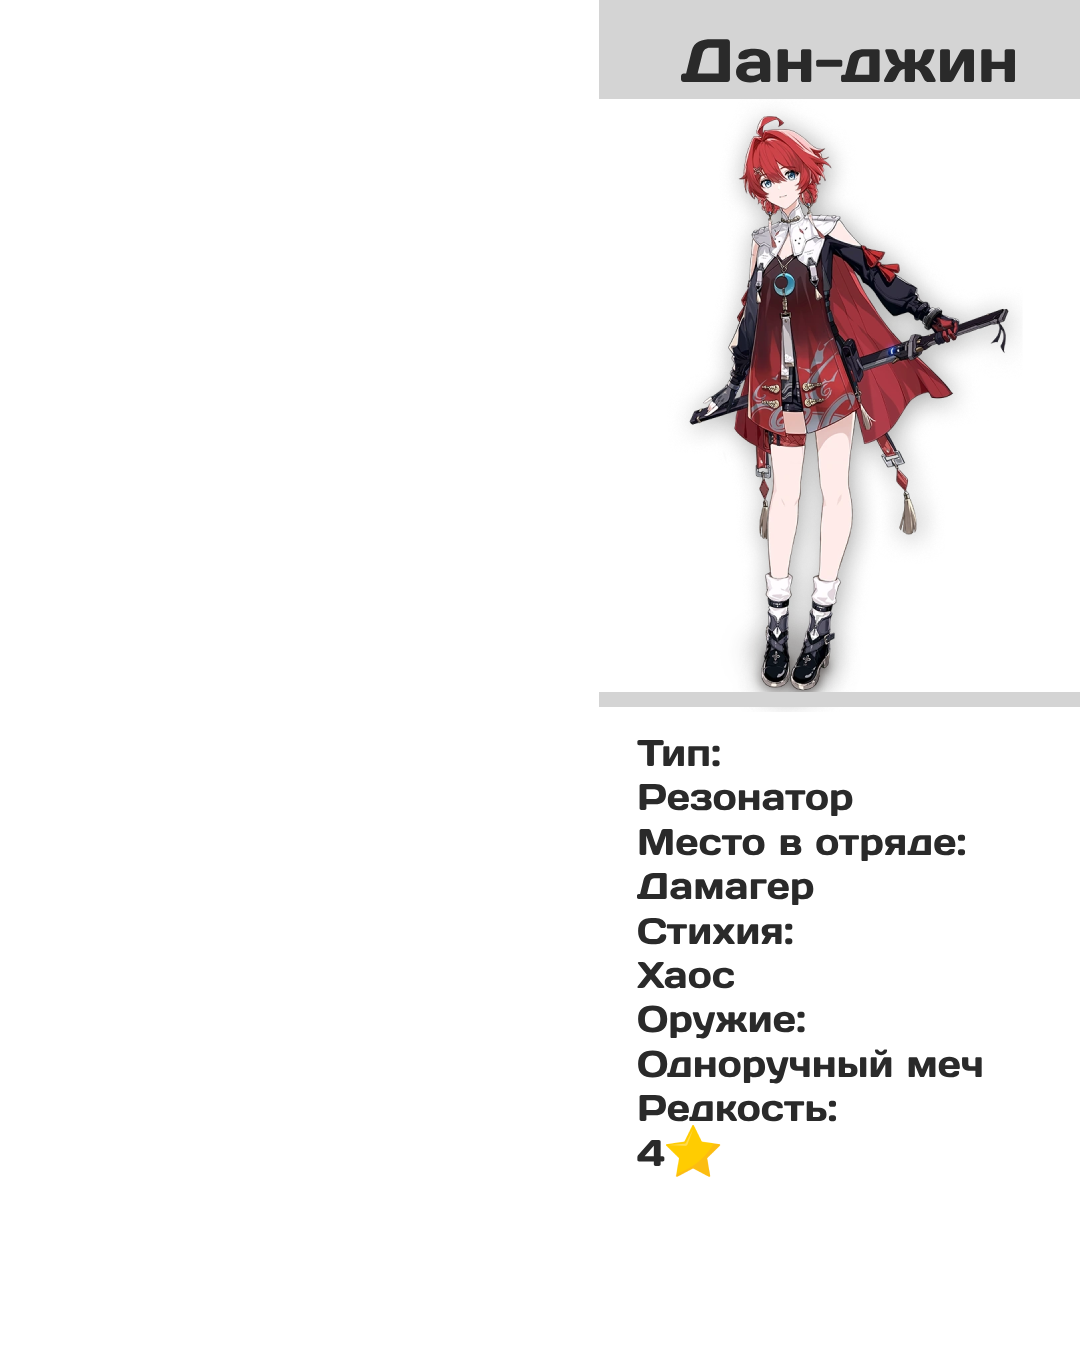 Дан-джин
Тип:
Резонатор
Место в отряде:
Дамагер
Стихия:
Хаос
Оружие:
Одноручный меч
Редкость:
4⭐